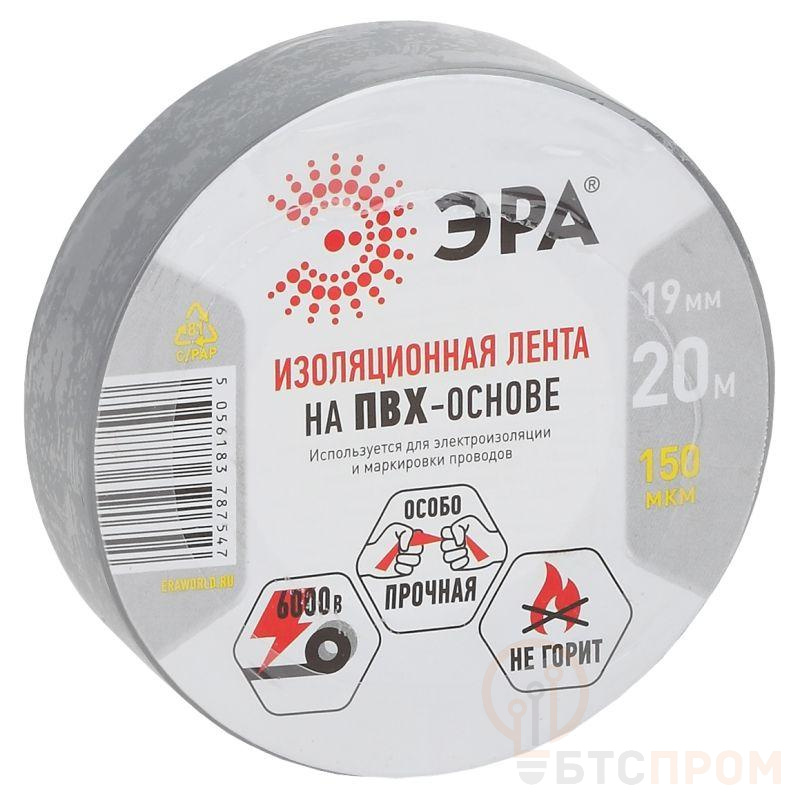 ЭРА®
19 мм
20 м
150
мкм
ИЗОЛЯЦИОННАЯ ЛЕНТА
НА ПВХ-ОСНОВЕ
Используется для электроизоляции
и маркировки проводов
81
C/PAP
5 056183 787547
ERAWORLD.RU
6000 в
ОСОБО
ПРОЧНАЯ
НЕ ГОРИТ
БТСПРОМ